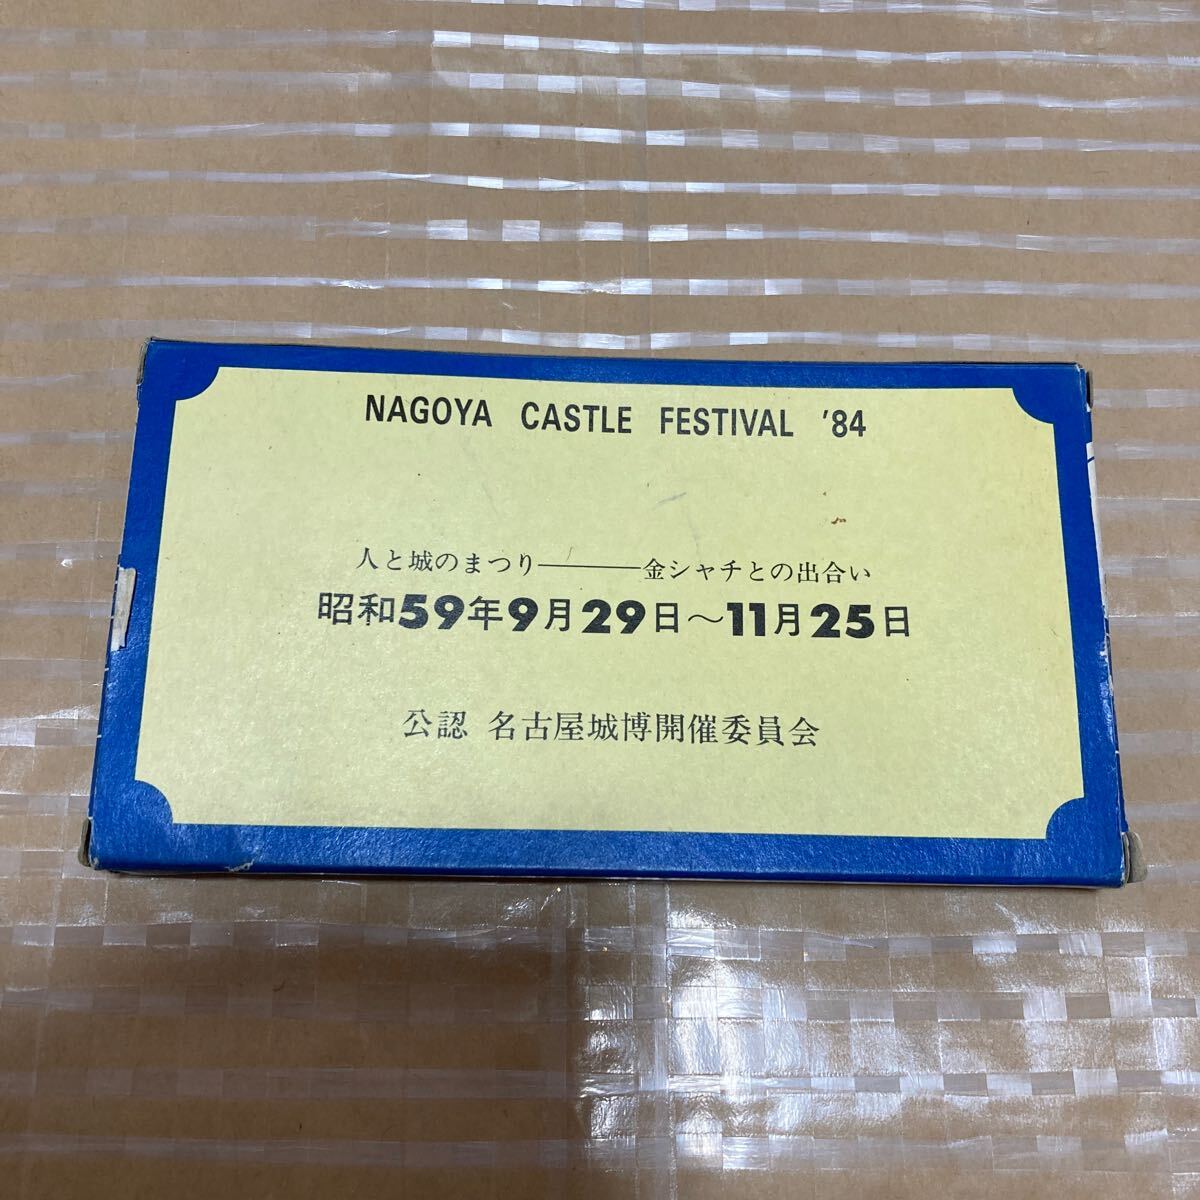 NAGOYA CASTLE FESTIVAL '84
人と城のまつり———金シャチとの出合い
昭和59年9月29日～11月25日
公認 名古屋城博開催委員会